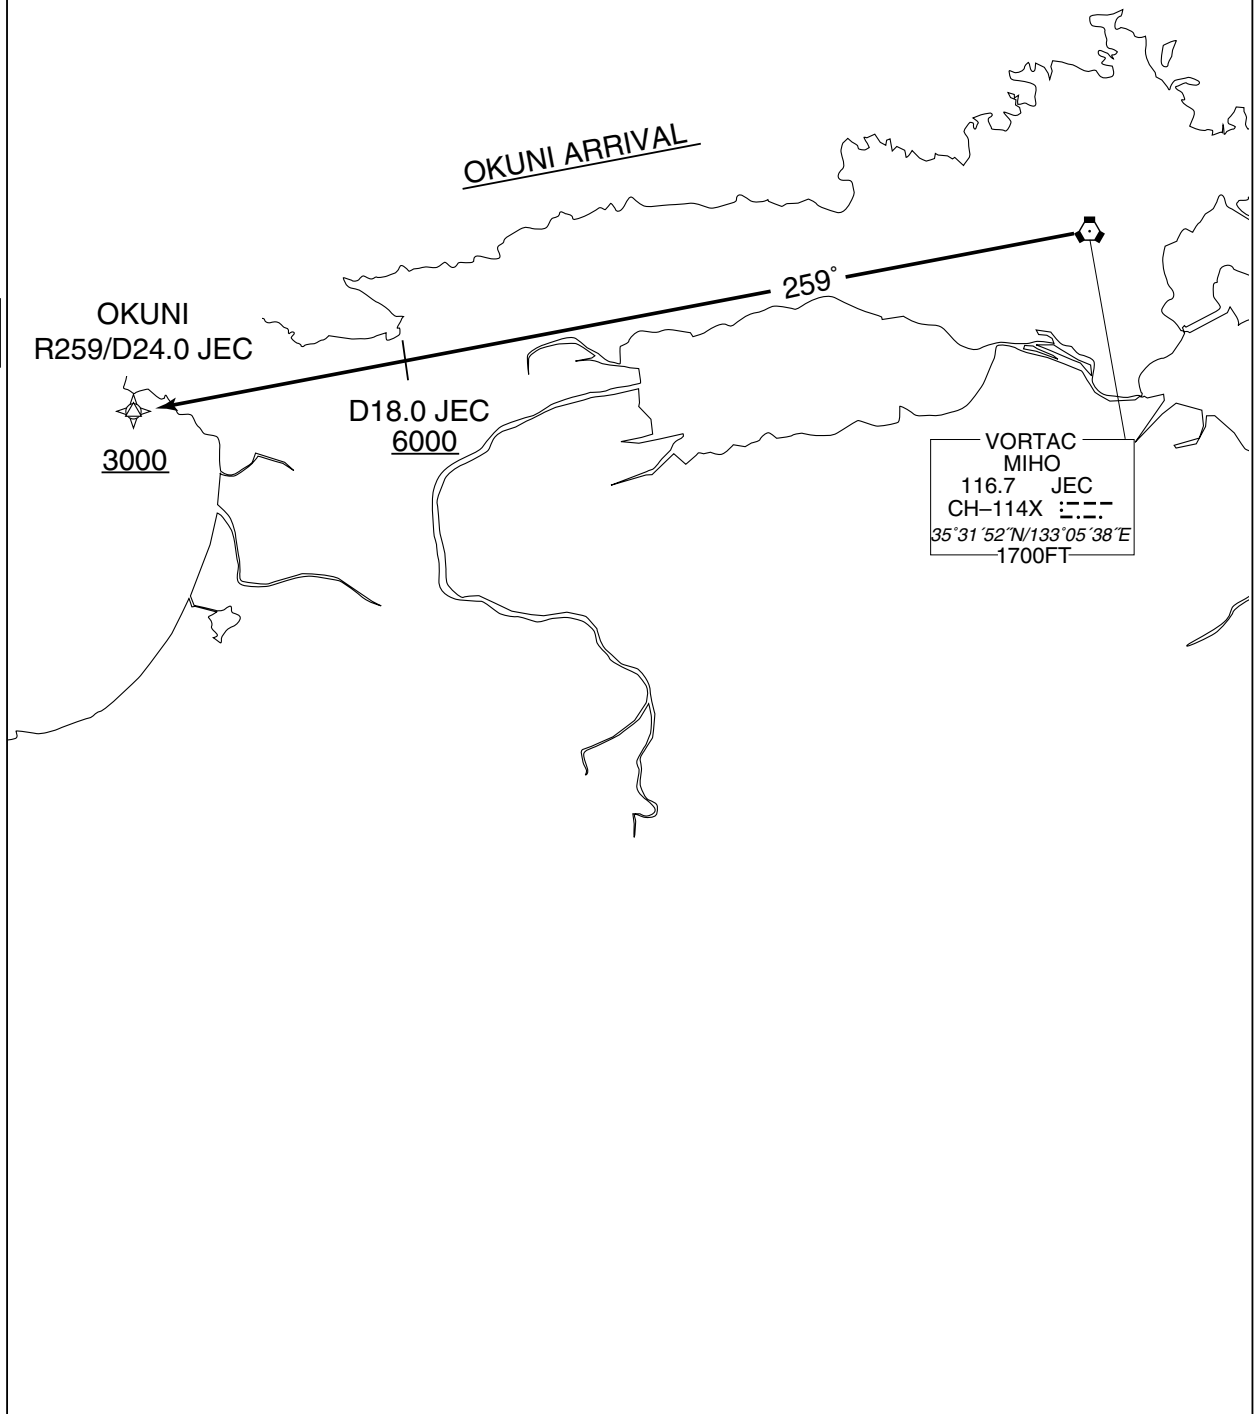 OKUNI ARRIVAL
259°
OKUNI
R259/D24.0 JEC
3000
D18.0 JEC
6000
VORTAC
MIHO
116.7 JEC
CH–114X
35°31´52˝N/133°05´38˝E
1700FT